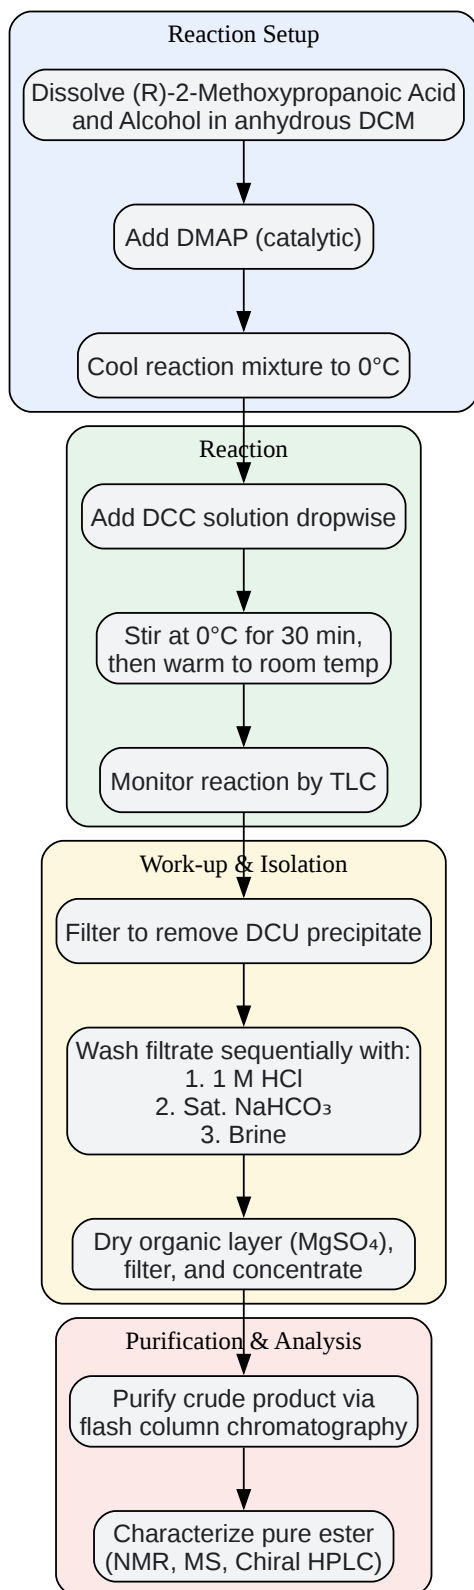 Reaction Setup
Dissolve (R)-2-Methoxypropanoic Acid
and Alcohol in anhydrous DCM
Add DMAP (catalytic)
Cool reaction mixture to 0°C
Reaction
Add DCC solution dropwise
Stir at 0°C for 30 min,
then warm to room temp
Monitor reaction by TLC
Work-up & Isolation
Filter to remove DCU precipitate
Wash filtrate sequentially with:
1. 1 M HCl
2. Sat. NaHCO₃
3. Brine
Dry organic layer (MgSO₄),
filter, and concentrate
Purification & Analysis
Purify crude product via
flash column chromatography
Characterize pure ester
(NMR, MS, Chiral HPLC)